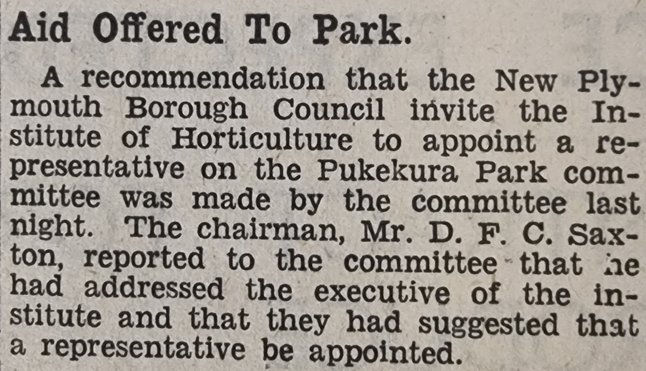 Aid Offered To Park.
A recommendation that the New Ply-
mouth Borough Council invite the In-
stitute of Horticulture to appoint a re-
presentative on the Pukekura Park com-
mittee was made by the committee last
night. The chairman, Mr. D. F. C. Sax-
ton, reported to the committee that he
had addressed the executive of the in-
stitute and that they had suggested that
a representative be appointed.